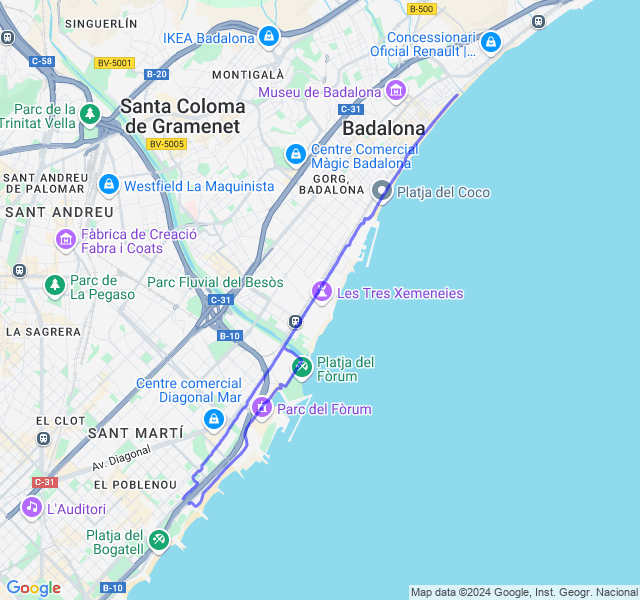 SINGUERLÍN
B-500
Concessionari
Oficial Renault |...
IKEA Badalona
C-58
BV-5001
B-20
MONTIGALÀ
Museu de Badalona
Parc de la
Trinitat Vella
Santa Coloma
de Gramenet
C-31
Badalona
BV-5005
Centre Comercial
Màgic Badalona
SANT ANDREU
DE PALOMAR
Westfield La Maquinista
GORG,
BADALONA
Platja del Coco
SANT ANDREU
Fàbrica de Creació
Fabra i Coats
Parc de
La Pegaso
Parc Fluvial del Besòs
Les Tres Xemeneies
C-31
LA SAGRERA
B-10
Platja del
Fòrum
Centre comercial
Diagonal Mar
Parc del Fòrum
EL CLOT
SANT MARTÍ
Av. Diagonal
C-31
EL POBLENOU
L'Auditori
Platja del
Bogatell
Google
B-10
Map data ©2024 Google, Inst. Geogr. Nacional